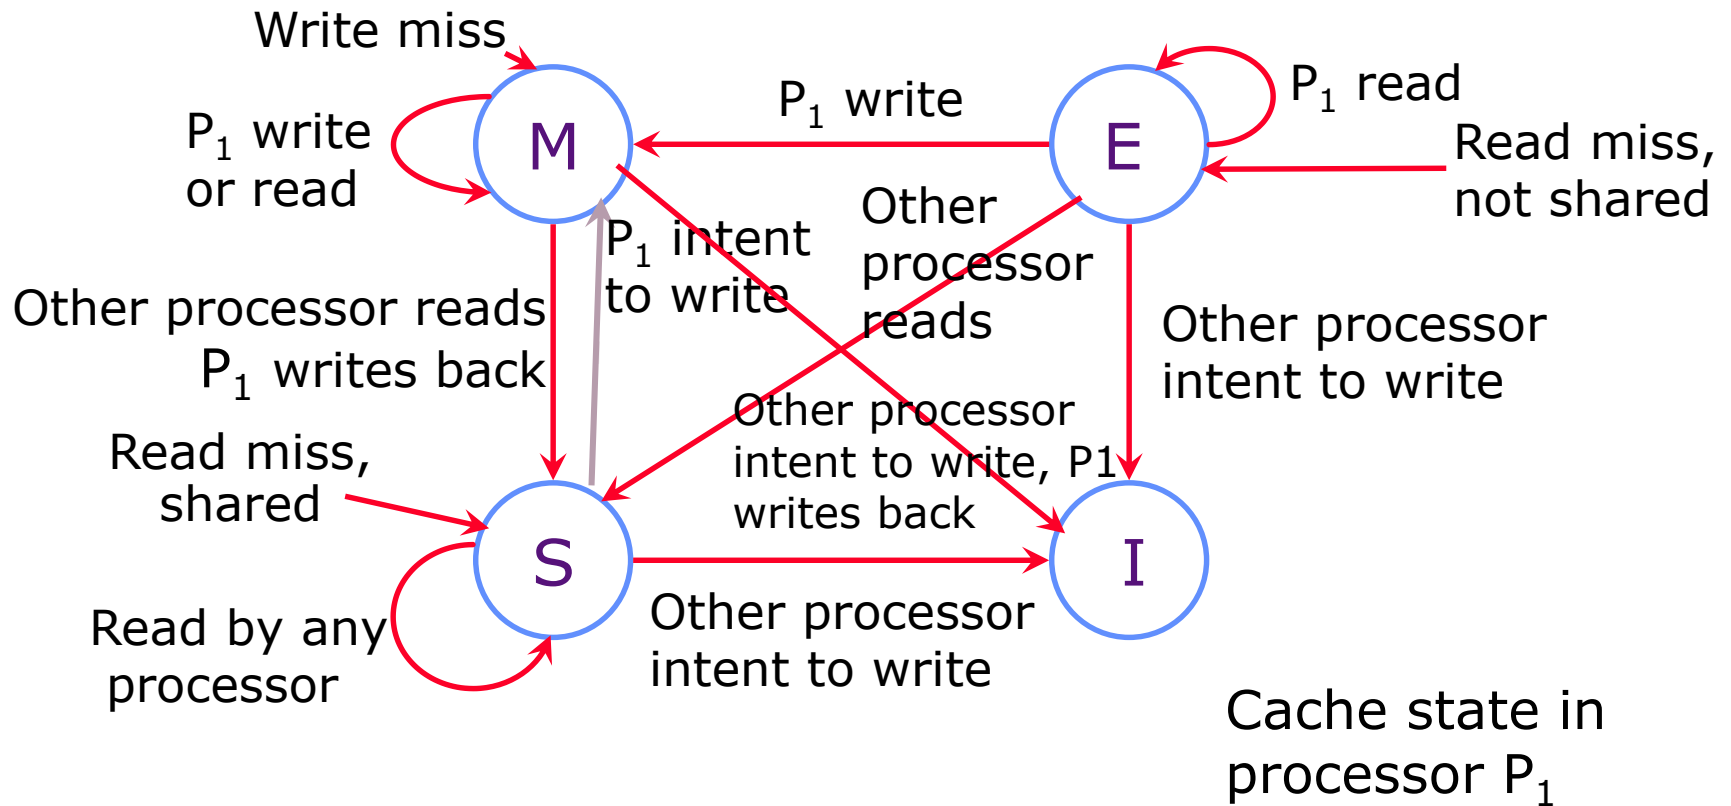 Write miss
M
P₁ write
or read
P₁ write
E
P₁ read
Read miss,
not shared
Other
processor
reads
P₁ intent
to write
Other processor reads
P₁ writes back
Other processor
intent to write
Other processor
intent to write, P1
writes back
Read miss,
shared
S
I
Read by any
processor
Other processor
intent to write
Cache state in
processor P₁